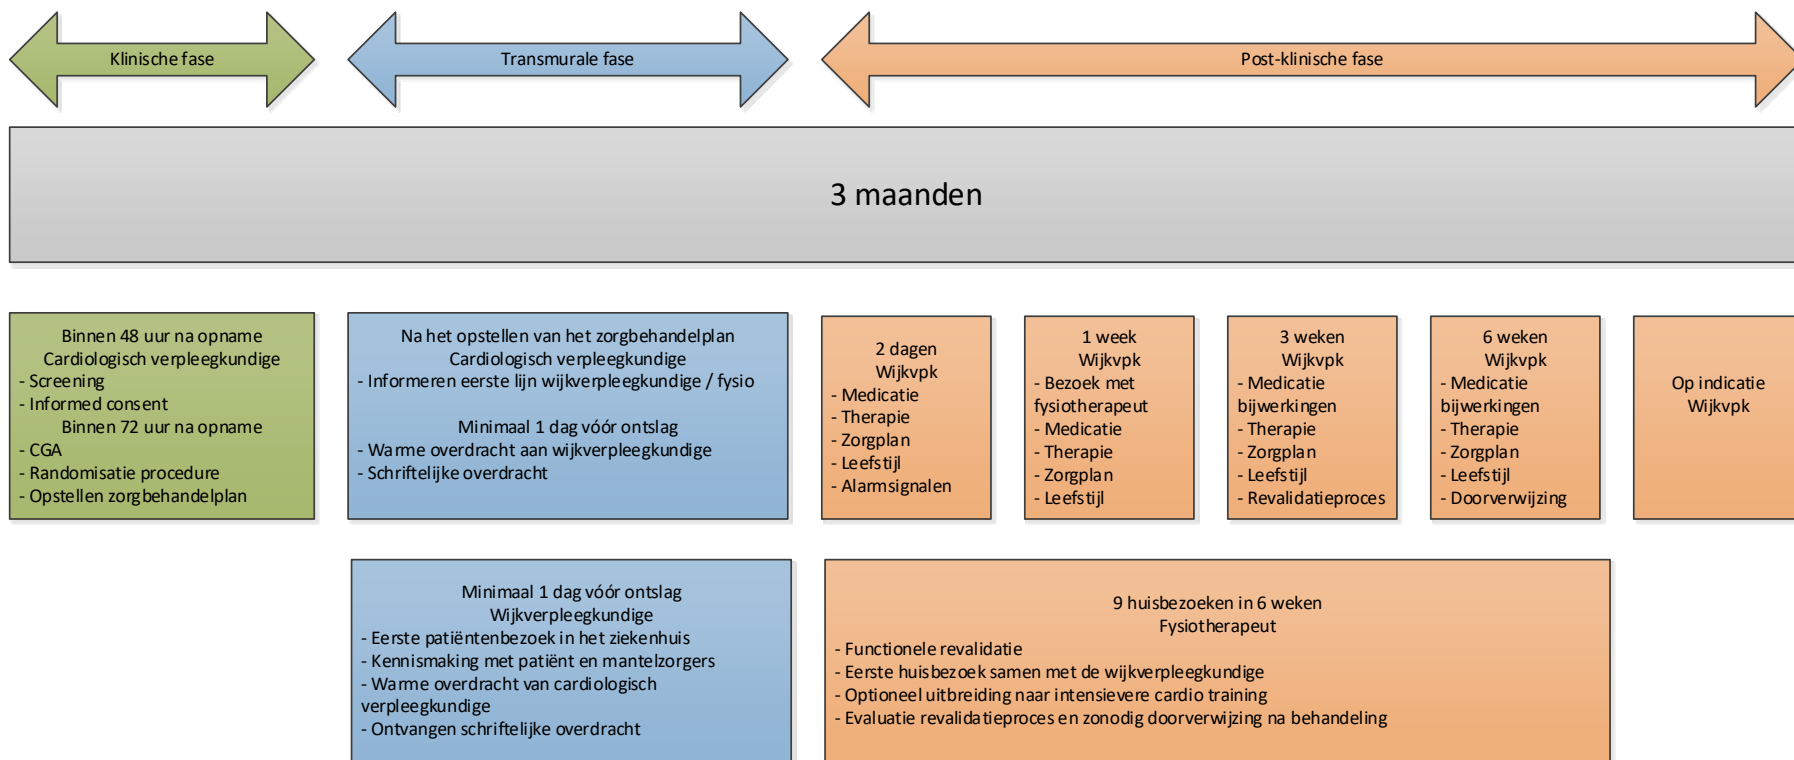 Klinische fase
Transmurale fase
Post-klinische fase
3 maanden
Binnen 48 uur na opname
Cardiologisch verpleegkundige
- Screening
- Informed consent
Binnen 72 uur na opname
- CGA
- Randomisatie procedure
- Opstellen zorgbehandelplan
Na het opstellen van het zorgbehandelplan
Cardiologisch verpleegkundige
- Informeren eerste lijn wijkverpleegkundige / fysio
Minimaal 1 dag vóór ontslag
- Warme overdracht aan wijkverpleegkundige
- Schriftelijke overdracht
2 dagen
Wijkvpk
- Medicatie
- Therapie
- Zorgplan
- Leefstijl
- Alarmsignalen
1 week
Wijkvpk
- Bezoek met
fysiotherapeut
- Medicatie
- Therapie
- Zorgplan
- Leefstijl
3 weken
Wijkvpk
- Medicatie
bijwerkingen
- Therapie
- Zorgplan
- Leefstijl
- Revalidatieproces
6 weken
Wijkvpk
- Medicatie
bijwerkingen
- Therapie
- Zorgplan
- Leefstijl
- Doorverwijzing
Op indicatie
Wijkvpk
Minimaal 1 dag vóór ontslag
Wijkverpleegkundige
- Eerste patiëntenbezoek in het ziekenhuis
- Kennismaking met patiënt en mantelzorgers
- Warme overdracht van cardiologisch
verpleegkundige
- Ontvangen schriftelijke overdracht
9 huisbezoeken in 6 weken
Fysiotherapeut
- Functionele revalidatie
- Eerste huisbezoek samen met de wijkverpleegkundige
- Optioneel uitbreiding naar intensievere cardio training
- Evaluatie revalidatieproces en zonodig doorverwijzing na behandeling